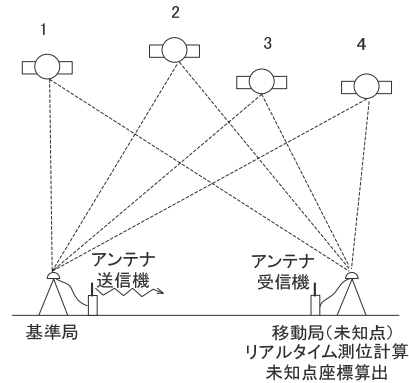 1
2
3
4
アンテナ
送信機
アンテナ
受信機
基準局
移動局(未知点)
リアルタイム測位計算
未知点座標算出